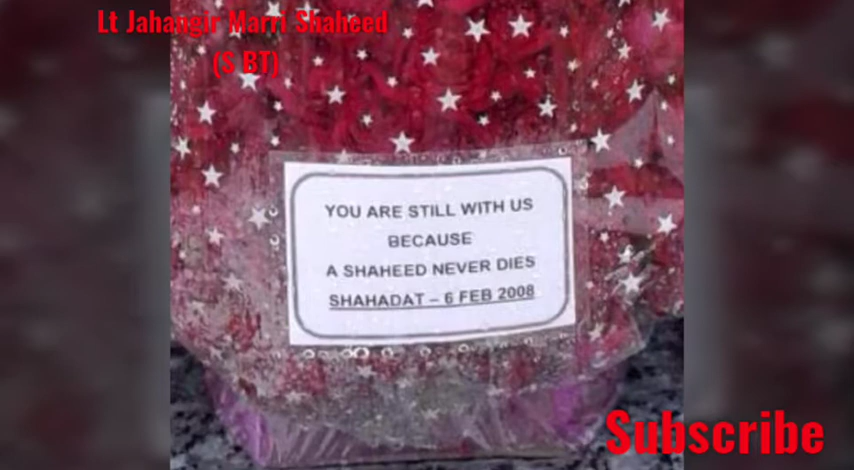 Lt Jahangir Marri Shaheed
(S BT)
YOU ARE STILL WITH US
BECAUSE
A SHAHEED NEVER DIES
SHAHADAT – 6 FEB 2008
Subscribe